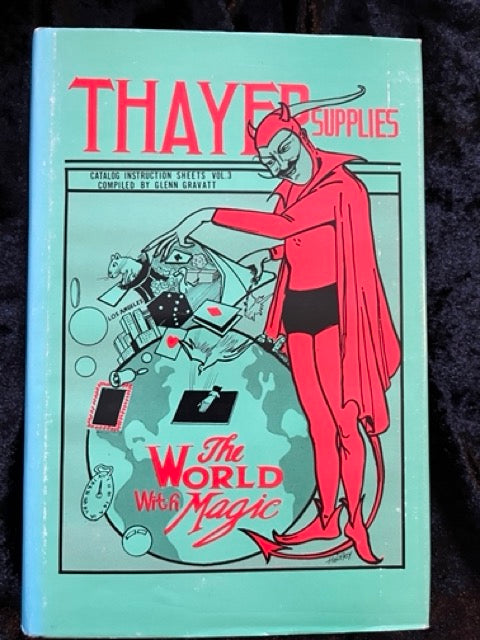 THAYER
SUPPLIES
CATALOG INSTRUCTION SHEETS VOL. 3
COMPILED BY GLENN GRAVATT
LOS ANGELES
The
WORLD
With Magic